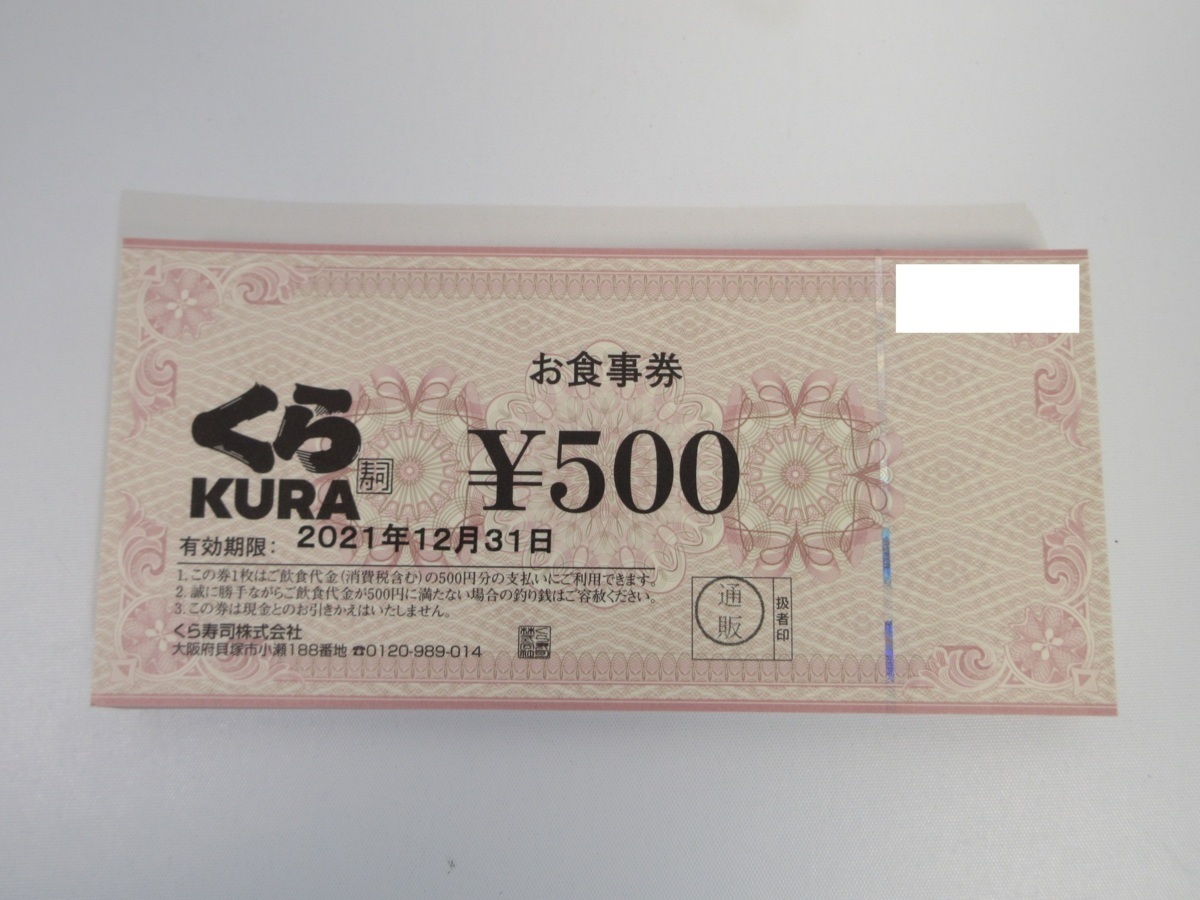 お食事券
くら
KURA
寿司
¥500
有効期限: 2021年12月31日
1.この券1枚はご飲食代金(消費税含む)の500円分の支払いにご利用できます。
2.誠に勝手ながらご飲食代金が500円に満たない場合の釣り銭はご容赦ください。
3.この券は現金とのお引きかえはいたしません。
くら寿司株式会社
大阪府貝塚市小瀬188番地 ☎0120-989-014
通販
扱者印